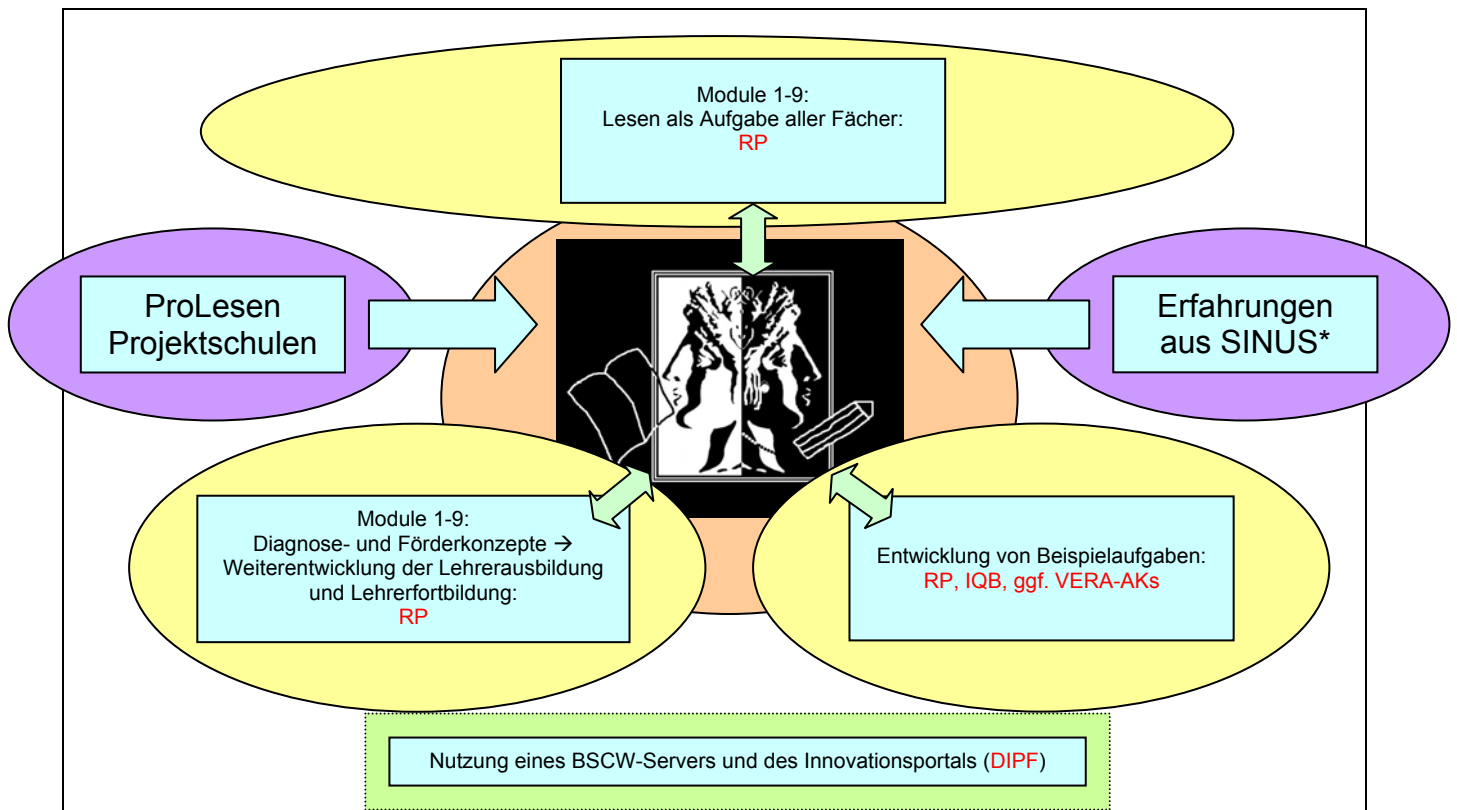 Module 1-9:
Lesen als Aufgabe aller Fächer:
RP
ProLesen
Projektschulen
Erfahrungen
aus SINUS*
Module 1-9:
Diagnose- und Förderkonzepte →
Weiterentwicklung der Lehrerausbildung
und Lehrerfortbildung:
RP
Entwicklung von Beispielaufgaben:
RP, IQB, ggf. VERA-AKs
Nutzung eines BSCW-Servers und des Innovationsportals (DIPF)